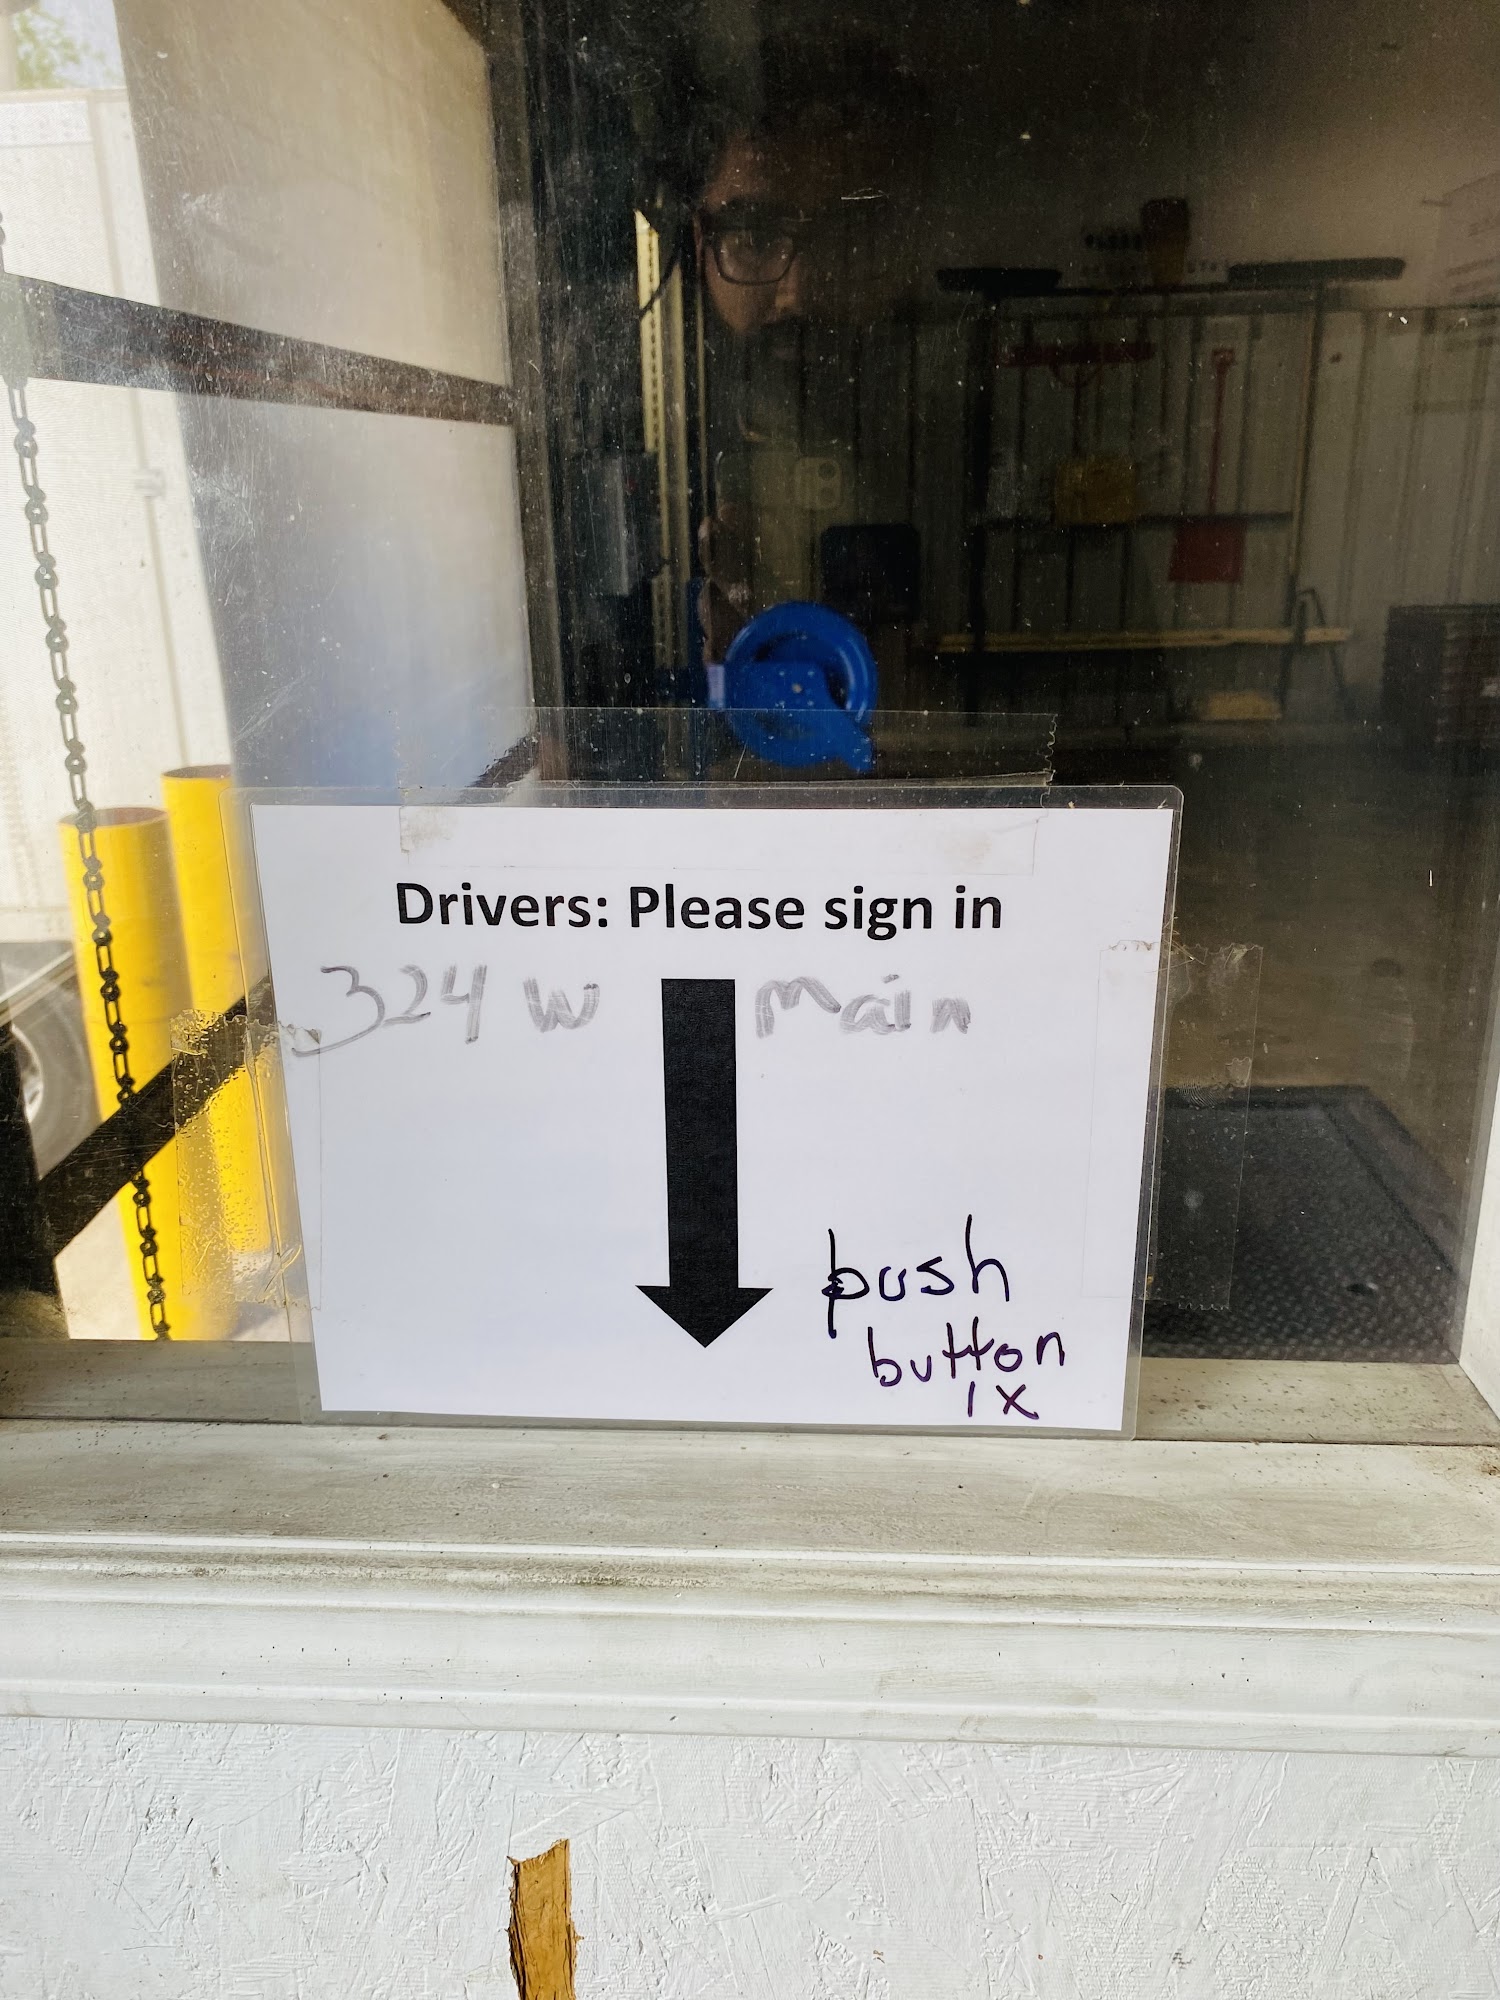 Drivers: Please sign in
324 W Main
push
button
1x